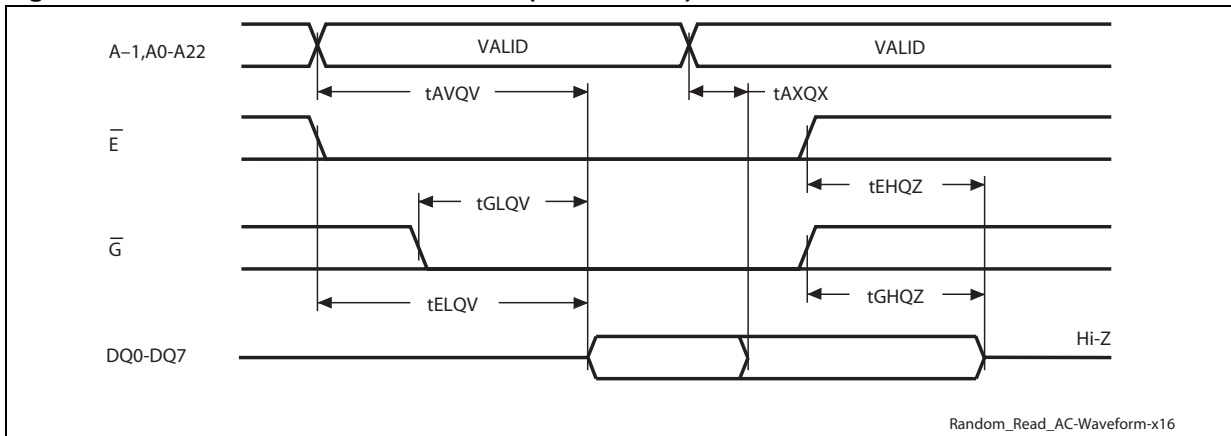 A–1,A0-A22
VALID
VALID
tAVQV
tAXQX
E
tEHQZ
tGLQV
G
tELQV
tGHQZ
Hi-Z
DQ0-DQ7
Random_Read_AC-Waveform-x16